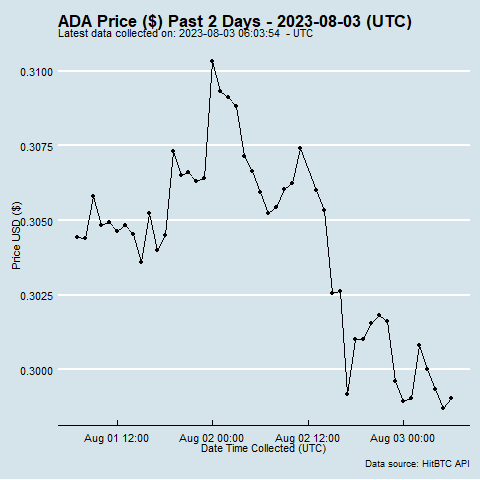 ADA Price ($) Past 2 Days - 2023-08-03 (UTC)
Latest data collected on: 2023-08-03 06:03:54 - UTC
0.3100
0.3075
0.3050
0.3025
0.3000
Price USD ($)
Aug 01 12:00 Aug 02 00:00 Aug 02 12:00 Aug 03 00:00
Date Time Collected (UTC)
Data source: HitBTC API